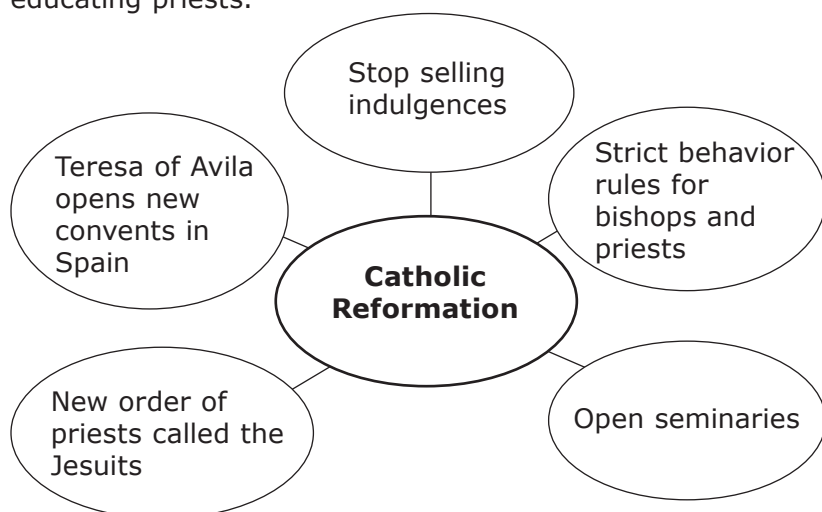 educating priests.
Stop selling
indulgences
Teresa of Avila
opens new
convents in
Spain
Strict behavior
rules for
bishops and
priests
Catholic
Reformation
New order of
priests called the
Jesuits
Open seminaries